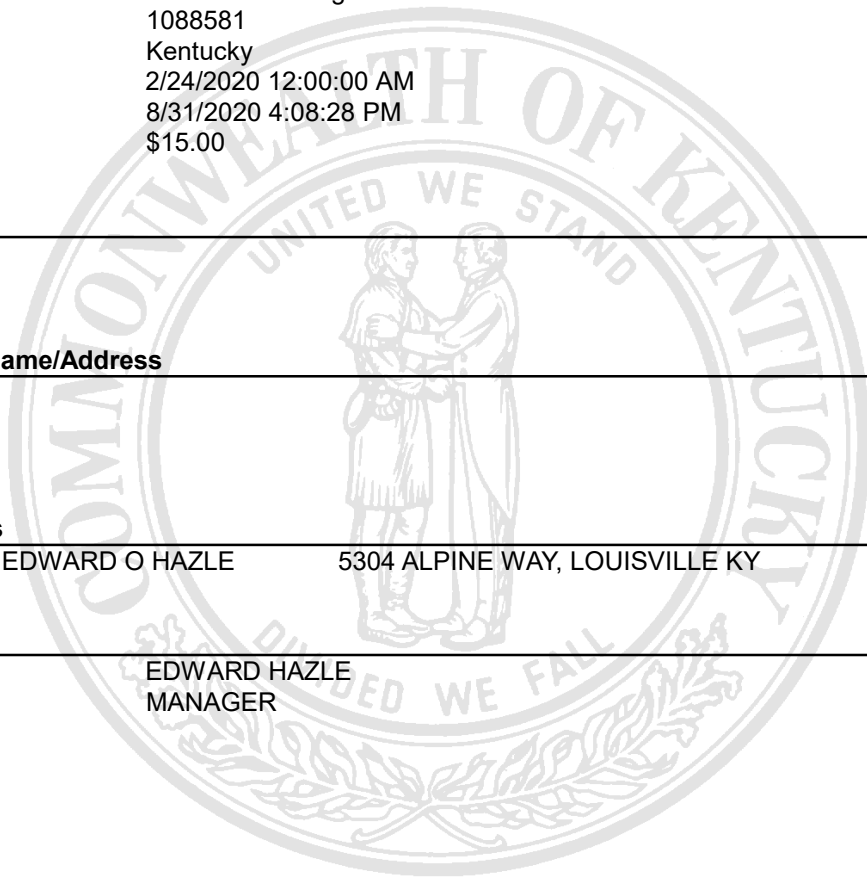 1088581
Kentucky
2/24/2020 12:00:00 AM
8/31/2020 4:08:28 PM
$15.00
COMMONWEALTH OF KENTUCKY
UNITED WE STAND
ame/Address
s
EDWARD O HAZLE 5304 ALPINE WAY, LOUISVILLE KY
DIVIDED WE FALL
EDWARD HAZLE
MANAGER